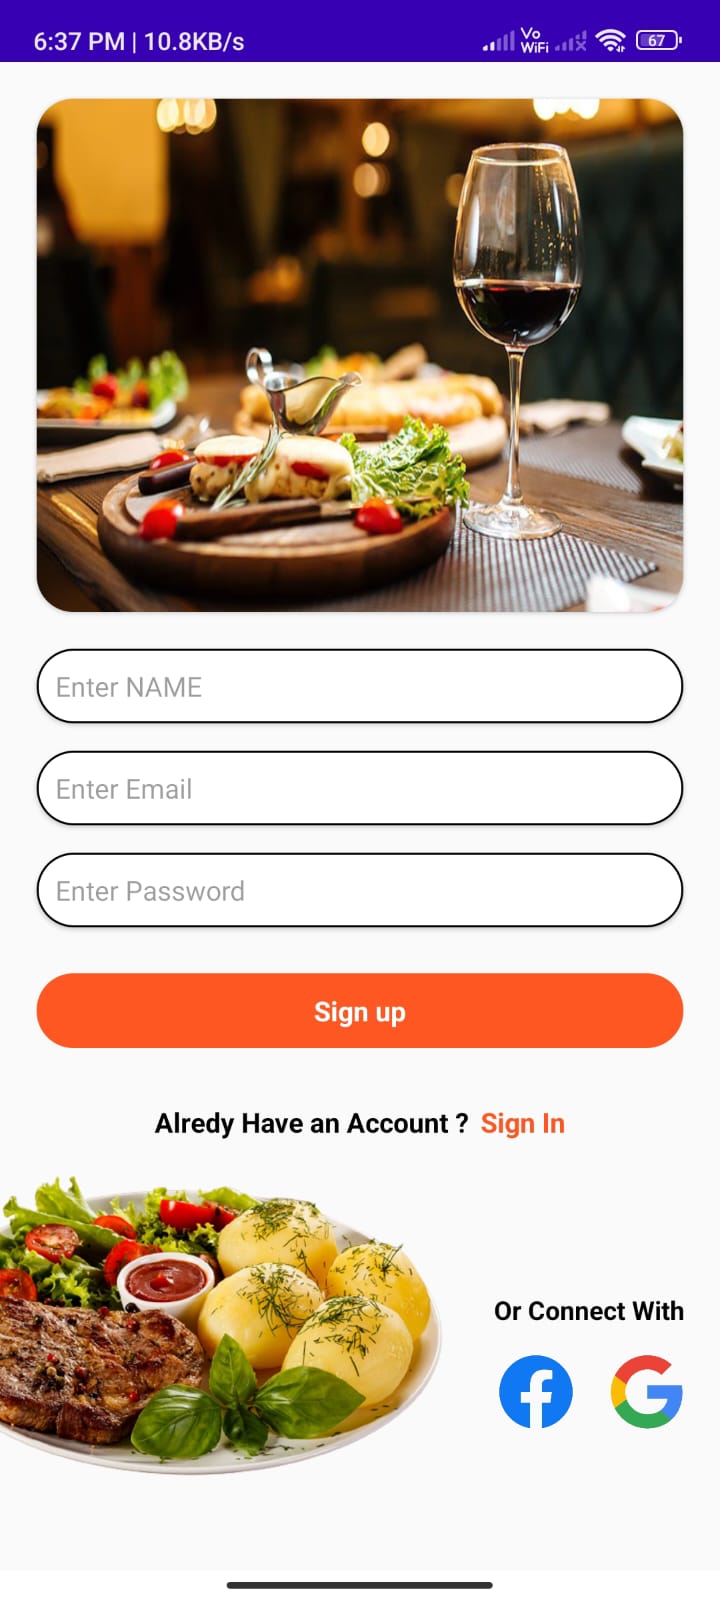 6:37 PM | 10.8KB/s
Vo
WiFi
67
Enter NAME
Enter Email
Enter Password
Sign up
Alredy Have an Account ? Sign In
Or Connect With